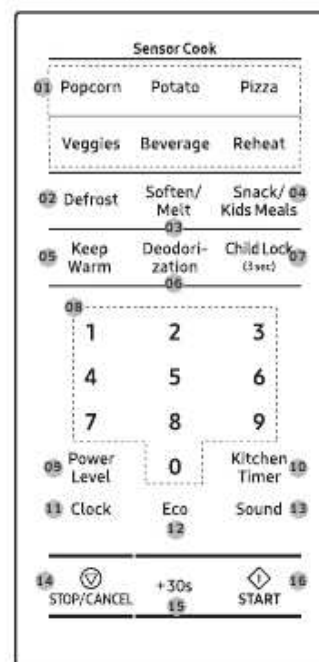 Sensor Cook
01 Popcorn Potato Pizza
Veggies Beverage Reheat
02 Defrost Soften/ Snack/ 04
Melt Kids Meals
03
05 Keep Deodori- Child Lock 07
Warm zation (3 sec)
06
08
1 2 3
4 5 6
7 8 9
09 Power 0 Kitchen 10
Level Timer
11 Clock Eco Sound 13
12
14 16
STOP/CANCEL +30s START
15